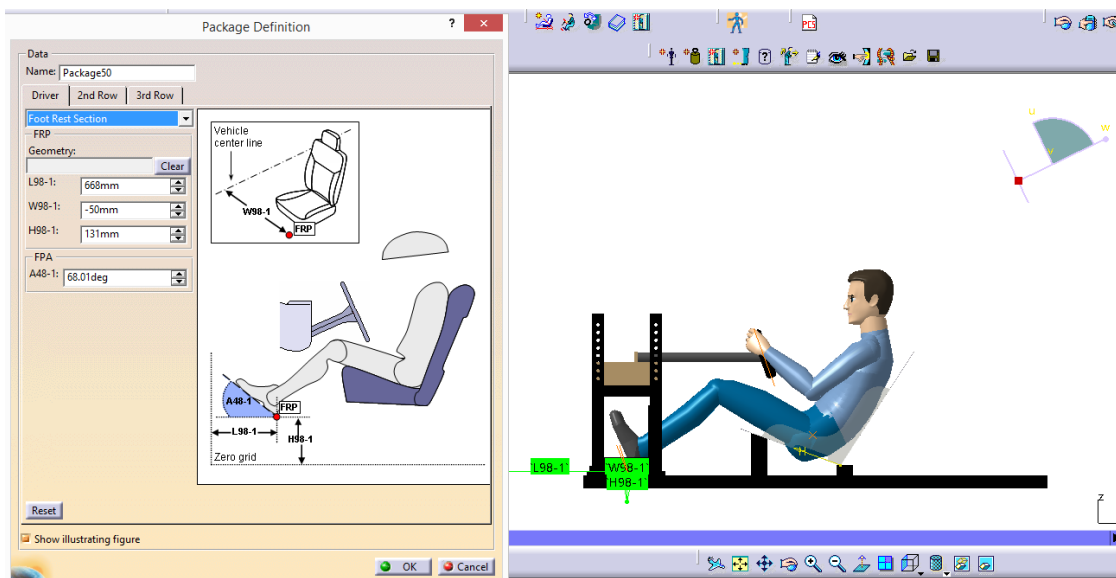 Package Definition
?
×
Data
Name: Package50
Driver 2nd Row 3rd Row
Foot Rest Section
FRP
Geometry:
Clear
L98-1: 668mm
W98-1: -50mm
H98-1: 131mm
FPA
A48-1: 68.01deg
Vehicle
center line
W98-1
FRP
A48-1
FRP
L98-1
H98-1
Zero grid
Reset
Show illustrating figure
OK Cancel
PCS
u
w
v
H
`L98-1` `W98-1`
`H98-1`
z